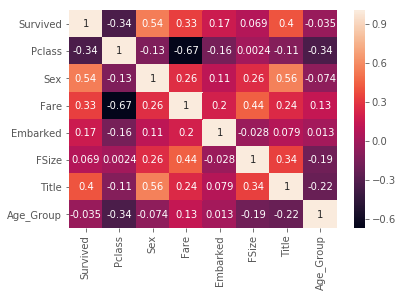 Survived 1 -0.34 0.54 0.33 0.17 0.069 0.4 -0.035
Pclass -0.34 1 -0.13 -0.67 -0.16 0.0024 -0.11 -0.34
Sex 0.54 -0.13 1 0.26 0.11 0.26 0.56 -0.074
Fare 0.33 -0.67 0.26 1 0.2 0.44 0.24 0.13
Embarked 0.17 -0.16 0.11 0.2 1 -0.028 0.079 0.013
FSize 0.069 0.0024 0.26 0.44 -0.028 1 0.34 -0.19
Title 0.4 -0.11 0.56 0.24 0.079 0.34 1 -0.22
Age_Group -0.035 -0.34 -0.074 0.13 0.013 -0.19 -0.22 1
Survived Pclass Sex Fare Embarked FSize Title Age_Group
0.9
0.6
0.3
0.0
−0.3
−0.6